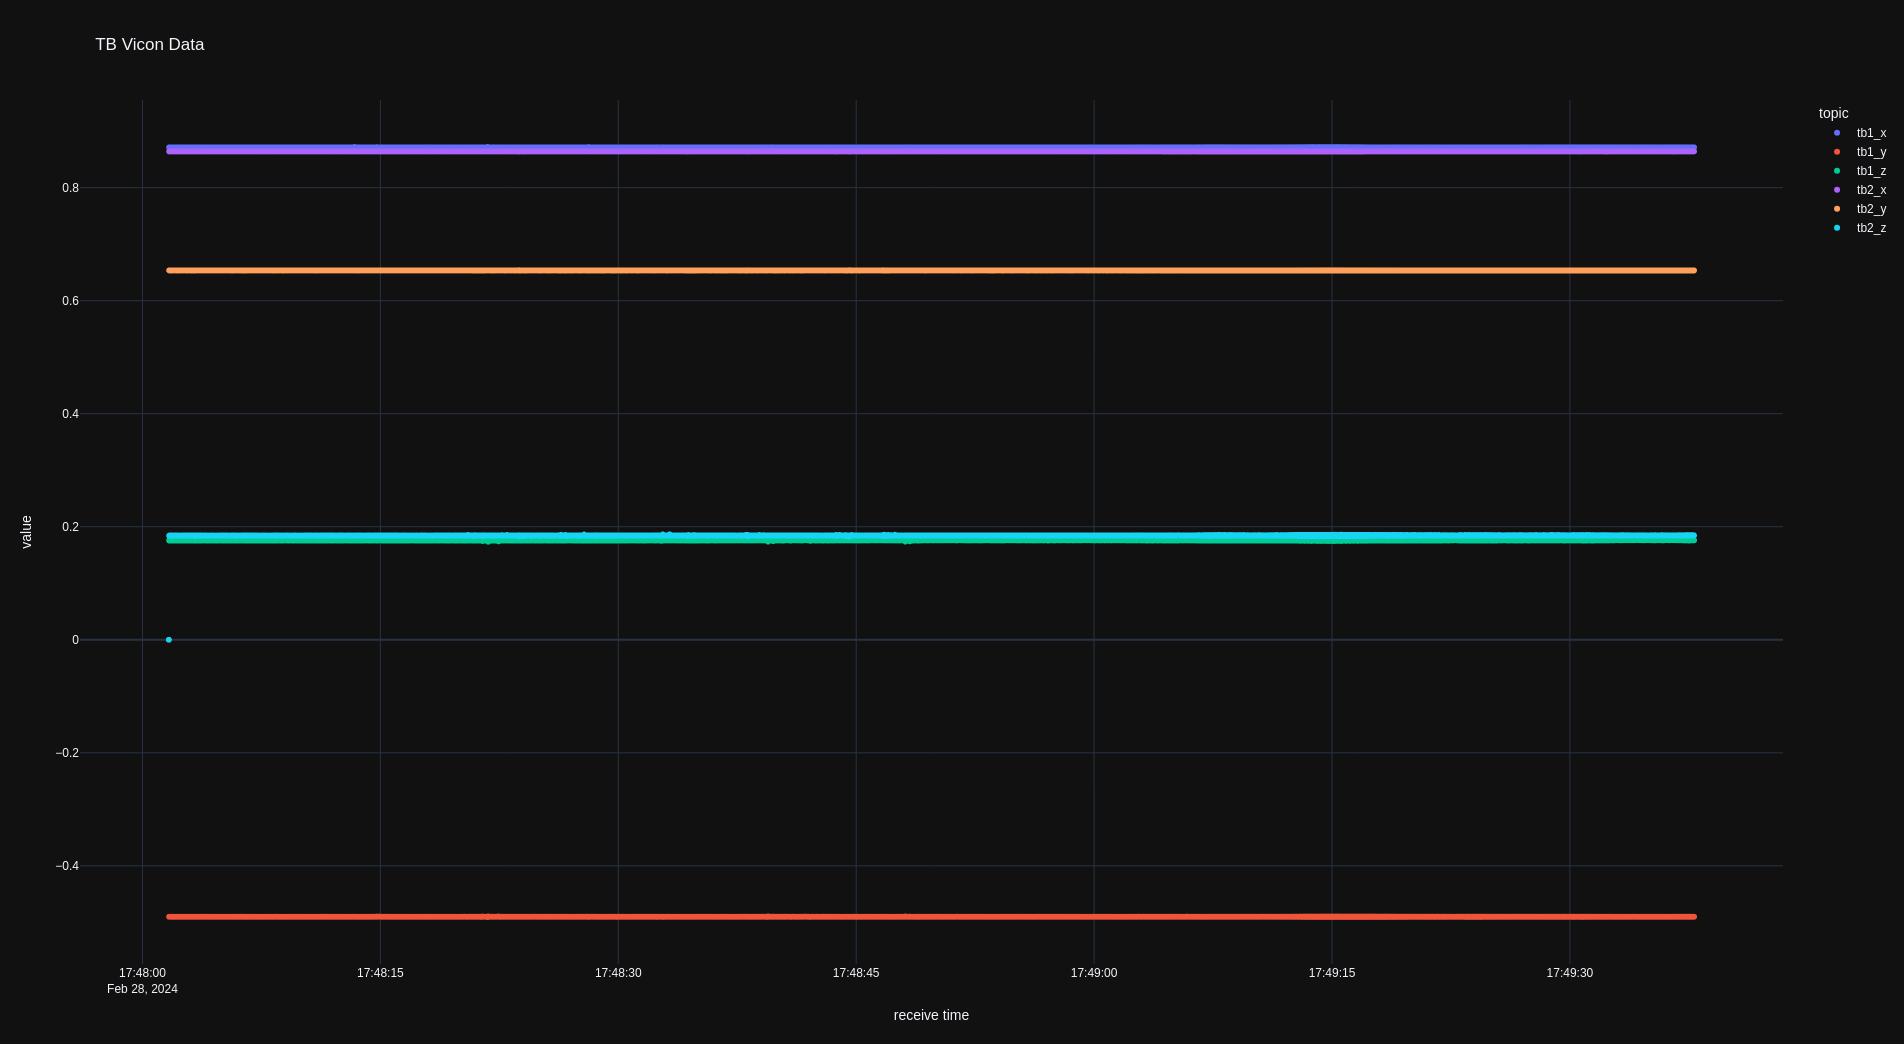 TB Vicon Data
topic
tb1_x
tb1_y
tb1_z
tb2_x
tb2_y
tb2_z
value
0.8
0.6
0.4
0.2
0
−0.2
−0.4
17:48:00 17:48:15 17:48:30 17:48:45 17:49:00 17:49:15 17:49:30
Feb 28, 2024
receive time